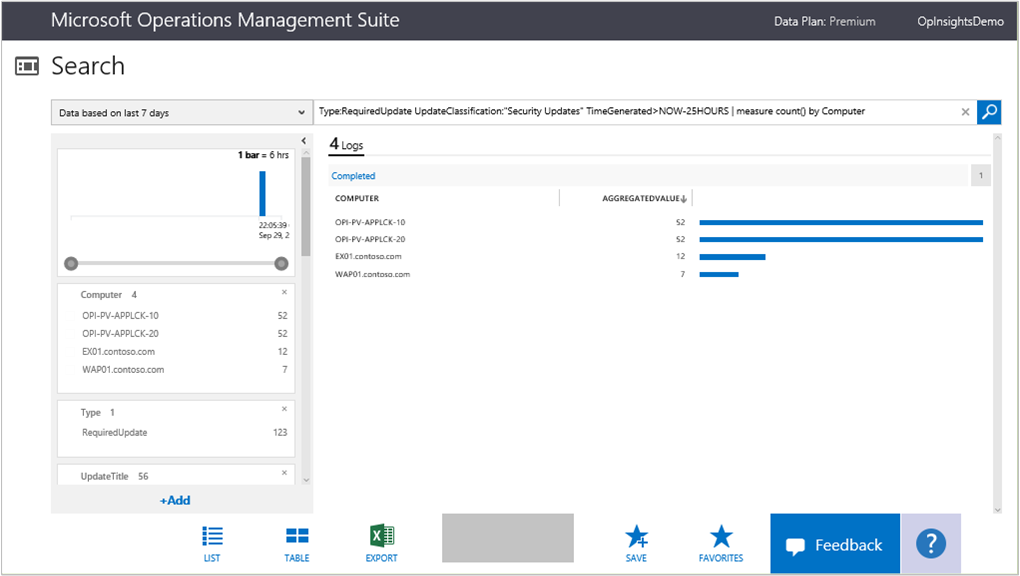 Microsoft Operations Management Suite
Data Plan: Premium
OpInsightsDemo
Search
Data based on last 7 days
Type:RequiredUpdate UpdateClassification:"Security Updates" TimeGenerated>NOW-25HOURS | measure count() by Computer
1 bar = 6 hrs
22:05:39
Sep 29, 2
Computer 4
OPI-PV-APPLCK-10 52
OPI-PV-APPLCK-20 52
EX01.contoso.com 12
WAP01.contoso.com 7
Type 1
RequiredUpdate 123
UpdateTitle 56
+Add
4 Logs
Completed 1
COMPUTER AGGREGATEDVALUE
OPI-PV-APPLCK-10 52
OPI-PV-APPLCK-20 52
EX01.contoso.com 12
WAP01.contoso.com 7
LIST
TABLE
EXPORT
SAVE
FAVORITES
Feedback
?